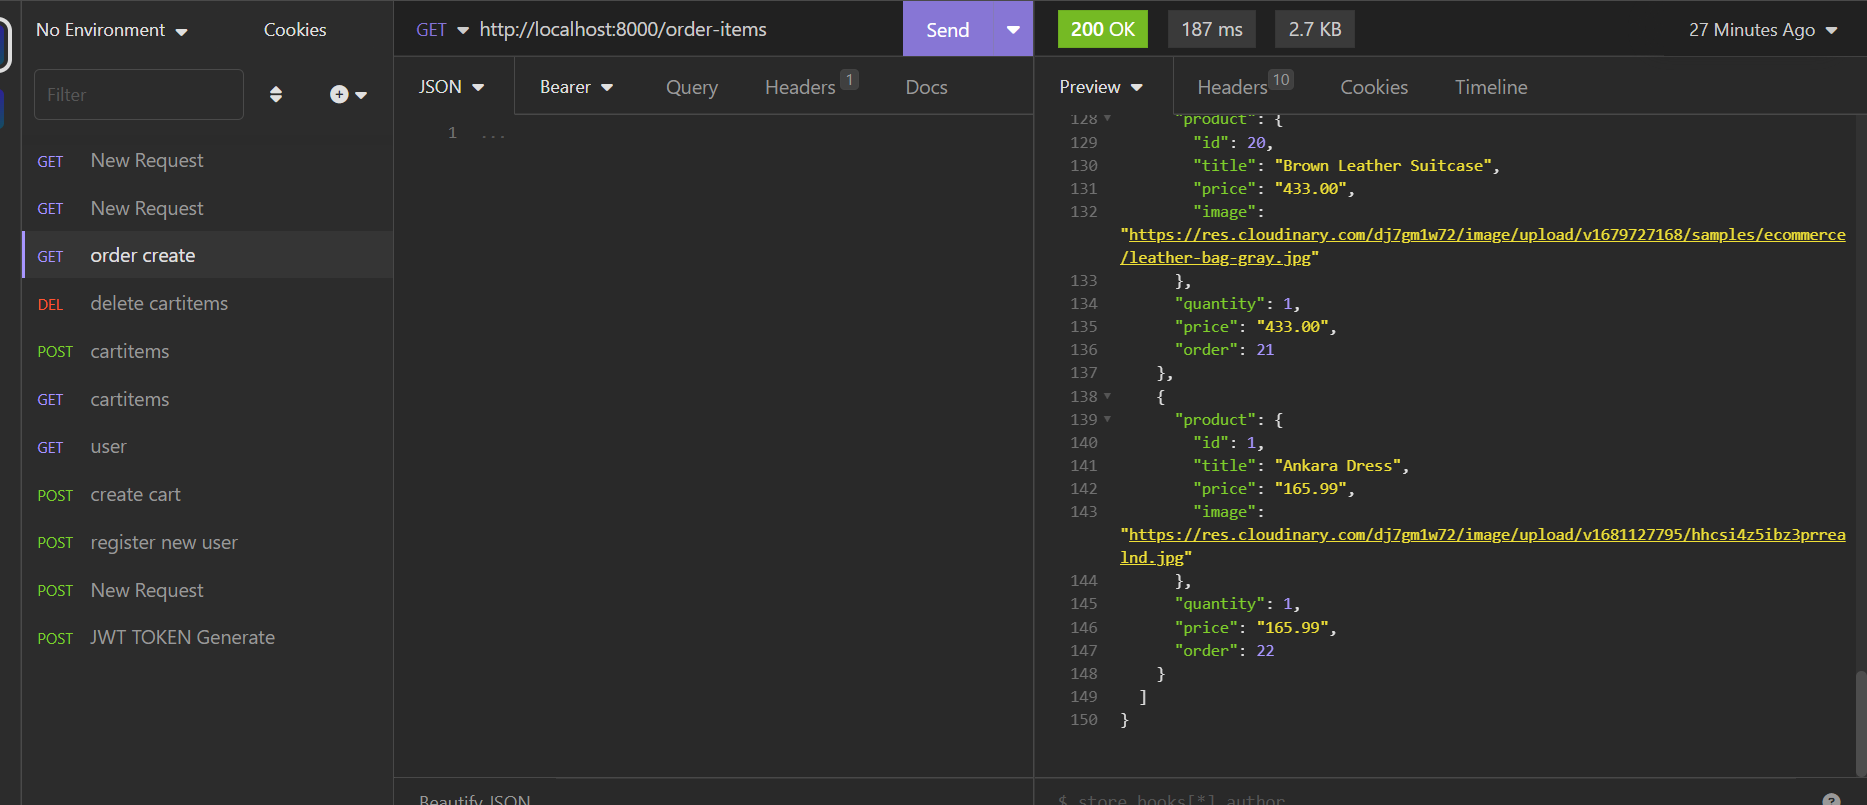 No Environment
Cookies
Filter
GET New Request
GET New Request
GET order create
DEL delete cartitems
POST cartitems
GET cartitems
GET user
POST create cart
POST register new user
POST New Request
POST JWT TOKEN Generate
GET http://localhost:8000/order-items
Send
JSON
Bearer
Query
Headers 1
Docs
1 ...
Beautify JSON
200 OK
187 ms
2.7 KB
27 Minutes Ago
Preview
Headers 10
Cookies
Timeline
128 "product": {
129 "id": 20,
130 "title": "Brown Leather Suitcase",
131 "price": "433.00",
132 "image":
"https://res.cloudinary.com/dj7gm1w72/image/upload/v1679727168/samples/ecommerce
/leather-bag-gray.jpg"
133 },
134 "quantity": 1,
135 "price": "433.00",
136 "order": 21
137 },
138 {
139 "product": {
140 "id": 1,
141 "title": "Ankara Dress",
142 "price": "165.99",
143 "image":
"https://res.cloudinary.com/dj7gm1w72/image/upload/v1681127795/hhcsi4z5ibz3prrea
lnd.jpg"
144 },
145 "quantity": 1,
146 "price": "165.99",
147 "order": 22
148 }
149 ]
150 }
$.store.books[*].author
?